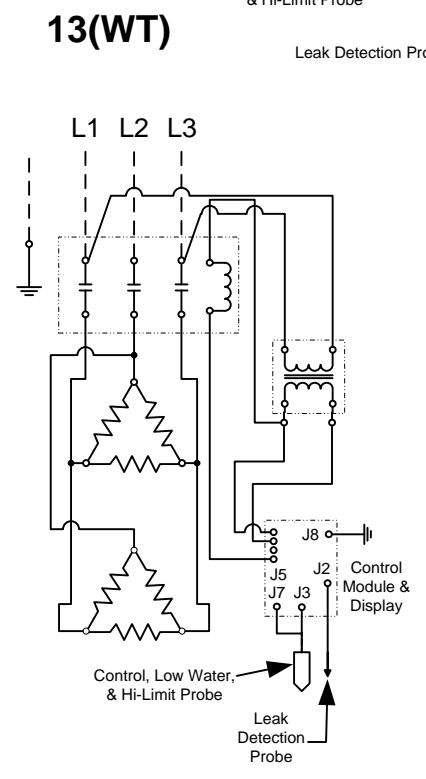 & Hi-Limit Probe
13(WT)
Leak Detection Pro
L1 L2 L3
J8
J5
J2
Control
Module &
Display
J7 J3
Control, Low Water,
& Hi-Limit Probe
Leak
Detection
Probe